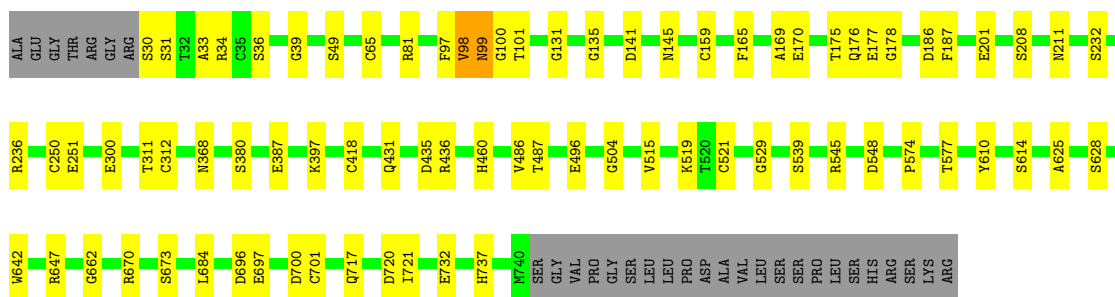 ALA GLU GLY THR ARG GLY ARG S30 S31 T32 A33 R34 C35 S36 G39 S49 C65 R81 F97 V98 N99 G100 T101 G131 G135 D141 N145 C159 F165 A169 E170 T175 Q176 E177 G178 D186 F187 E201 S208 N211 S232
R236 C250 E251 E300 T311 C312 N368 S380 E387 K397 C418 Q431 D435 R436 H460 V486 T487 E496 G504 V515 K519 T520 C521 G529 S539 R545 D548 P574 T577 Y610 S614 A625 S628
W642 R647 G662 R670 S673 L684 D696 E697 D700 C701 Q717 D720 I721 E732 H737 M740 SER GLY VAL PRO GLY SER LEU LEU PRO ASP ALA VAL LEU SER SER PRO LEU SER HIS ARG SER LYS ARG